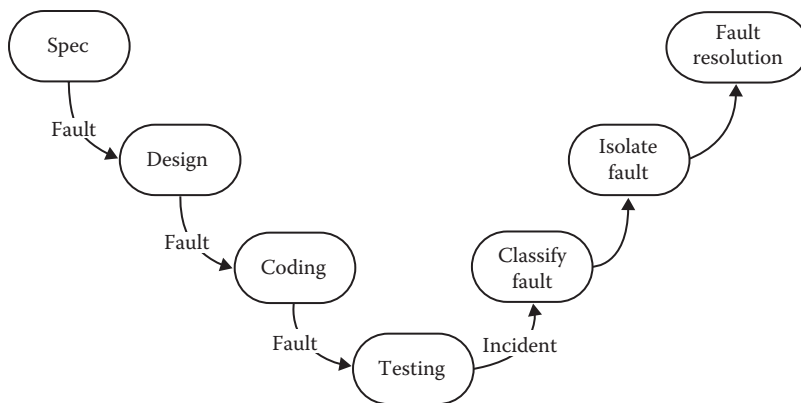 Spec
Fault
Design
Fault
Coding
Fault
Testing
Incident
Classify
fault
Isolate
fault
Fault
resolution